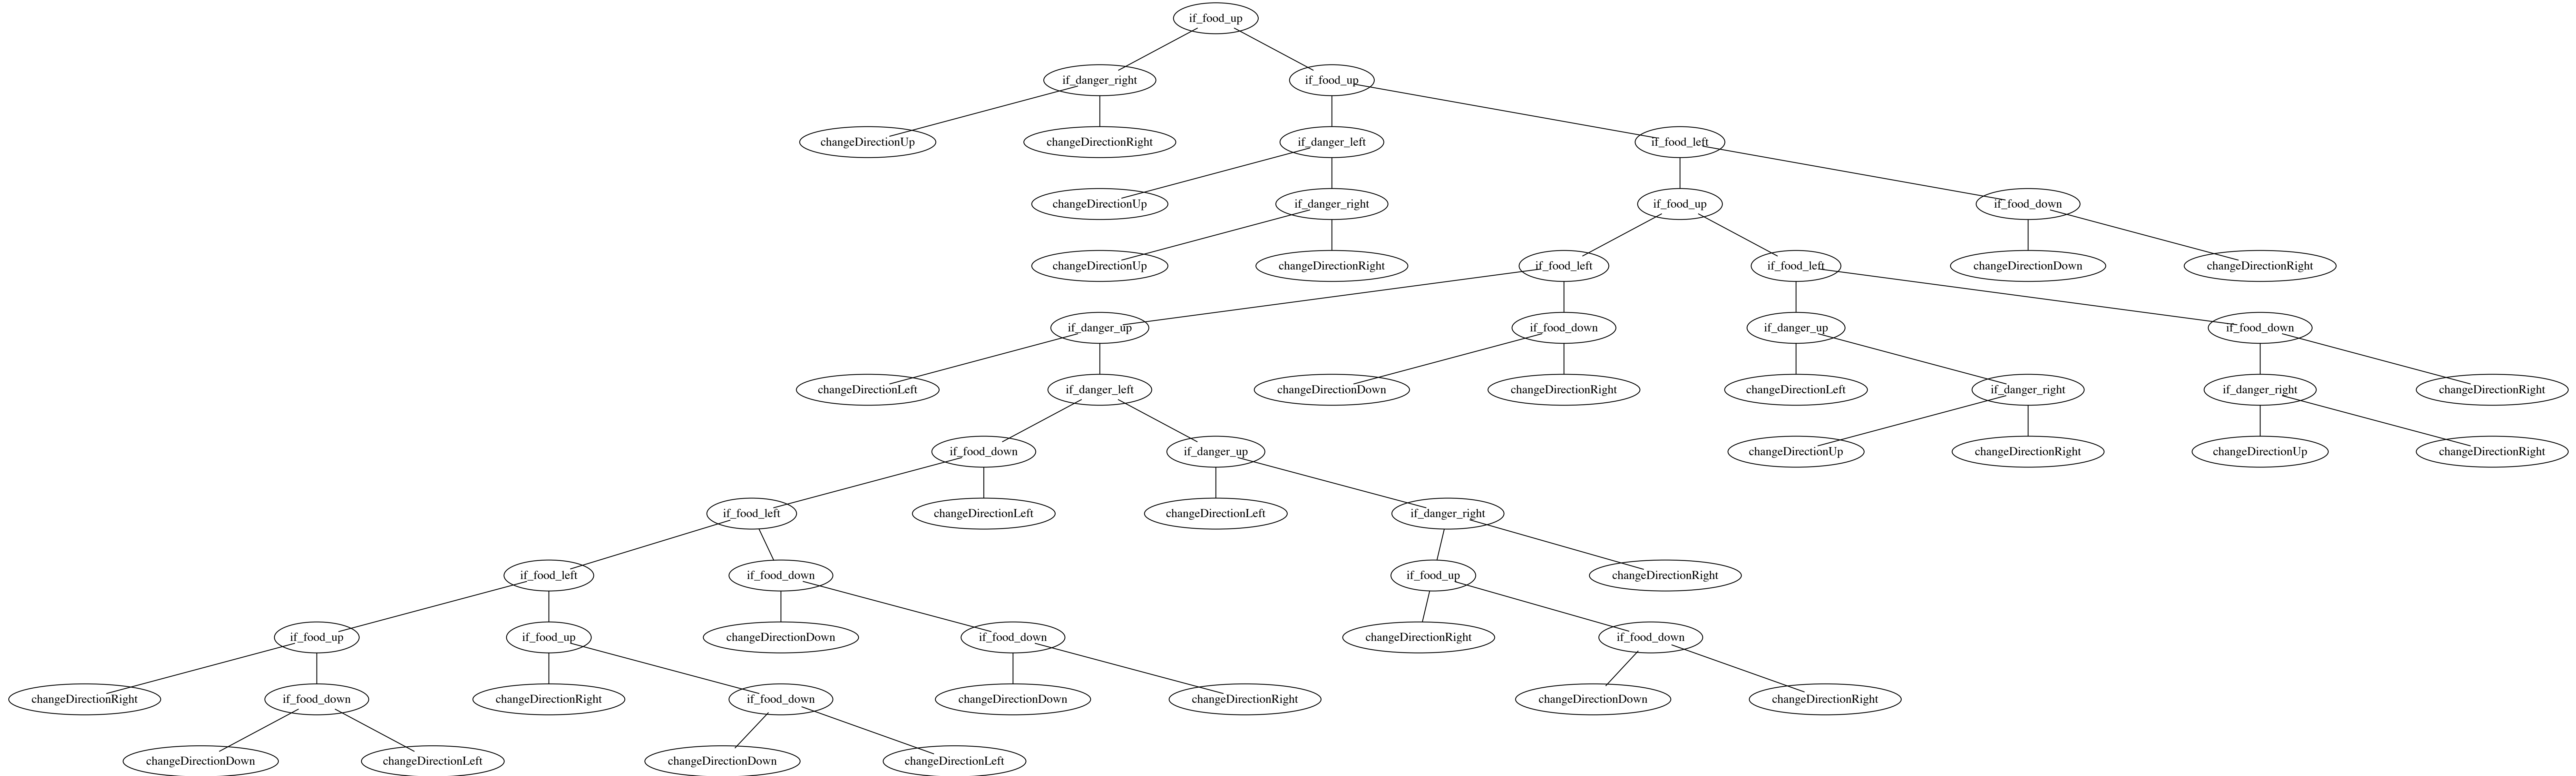 if_food_up
if_danger_right
if_food_up
changeDirectionUp
changeDirectionRight
if_danger_left
if_food_left
changeDirectionUp
if_danger_right
if_food_up
if_food_down
changeDirectionUp
changeDirectionRight
if_food_left
if_food_left
changeDirectionDown
changeDirectionRight
if_danger_up
if_food_down
if_danger_up
if_food_down
changeDirectionLeft
if_danger_left
changeDirectionDown
changeDirectionRight
changeDirectionLeft
if_danger_right
if_danger_right
changeDirectionRight
if_food_down
if_danger_up
changeDirectionUp
changeDirectionRight
changeDirectionUp
changeDirectionRight
if_food_left
changeDirectionLeft
changeDirectionLeft
if_danger_right
if_food_left
if_food_down
if_food_up
changeDirectionRight
if_food_up
if_food_up
changeDirectionDown
if_food_down
changeDirectionRight
if_food_down
changeDirectionRight
if_food_down
changeDirectionRight
if_food_down
changeDirectionDown
changeDirectionRight
changeDirectionDown
changeDirectionRight
changeDirectionDown
changeDirectionLeft
changeDirectionDown
changeDirectionLeft